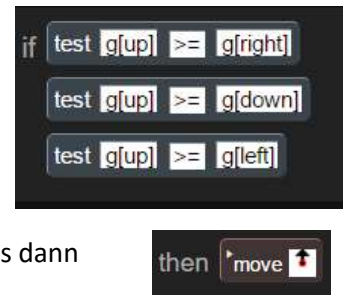 if test g[up] >= g[right]
test g[up] >= g[down]
test g[up] >= g[left]
s dann then move